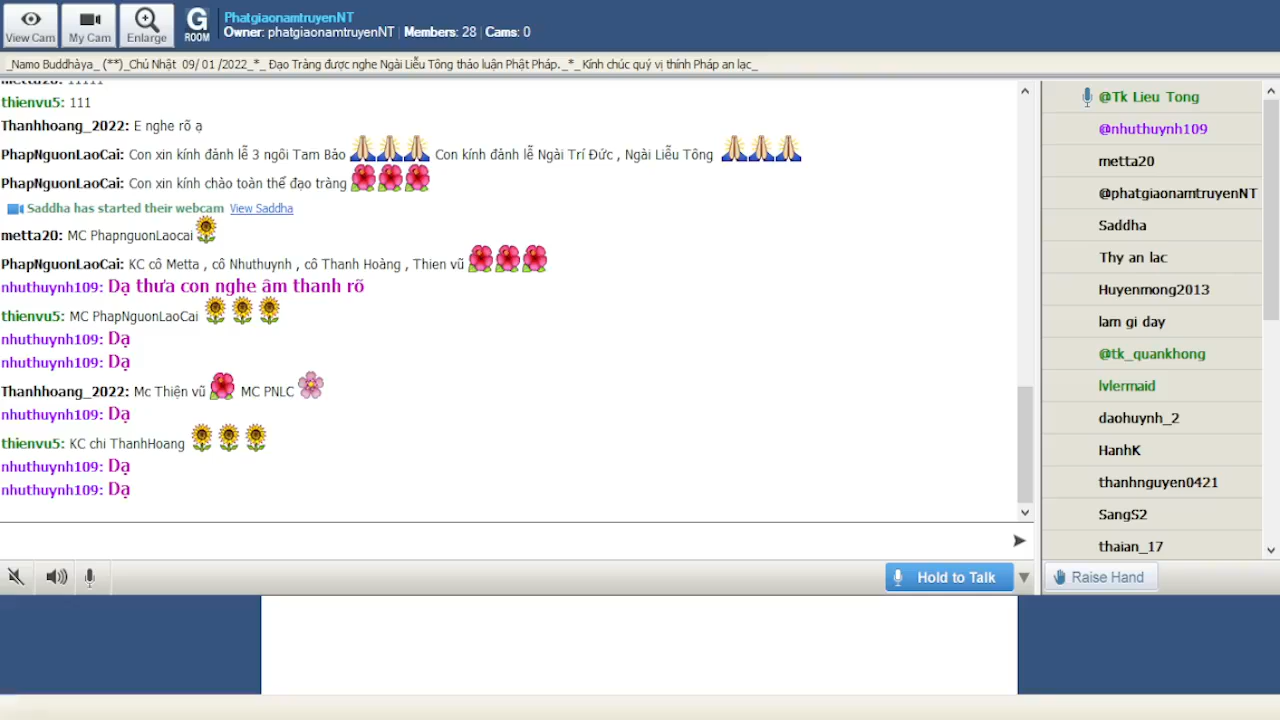 View Cam
My Cam
Enlarge
G
ROOM
PhatgiaonamtruyenNT
Owner: phatgiaonamtruyenNT | Members: 28 | Cams: 0
_Namo Buddhàya_ (**)_Chủ Nhật 09/ 01 /2022_*_ Đạo Tràng được nghe Ngài Liễu Tông thảo luận Phật Pháp._*_ Kính chúc quý vị thính Pháp an lạc_
metta20: 11111
thienvu5: 111
Thanhhoang_2022: E nghe rõ ạ
PhapNguonLaoCai: Con xin kính đảnh lễ 3 ngôi Tam Bảo Con kính đảnh lễ Ngài Trí Đức , Ngài Liễu Tông
PhapNguonLaoCai: Con xin kính chào toàn thể đạo tràng
Saddha has started their webcam View Saddha
metta20: MC PhapnguonLaocai
PhapNguonLaoCai: KC cô Metta , cô Nhuthuynh , cô Thanh Hoàng , Thien vũ
nhuthuynh109: Dạ thưa con nghe âm thanh rõ
thienvu5: MC PhapNguonLaoCai
nhuthuynh109: Dạ
nhuthuynh109: Dạ
Thanhhoang_2022: Mc Thiện vũ MC PNLC
nhuthuynh109: Dạ
thienvu5: KC chi ThanhHoang
nhuthuynh109: Dạ
nhuthuynh109: Dạ
Hold to Talk
@Tk Lieu Tong
@nhuthuynh109
metta20
@phatgiaonamtruyenNT
Saddha
Thy an lac
Huyenmong2013
lam gi day
@tk_quankhong
lvlermaid
daohuynh_2
HanhK
thanhnguyen0421
SangS2
thaian_17
Raise Hand